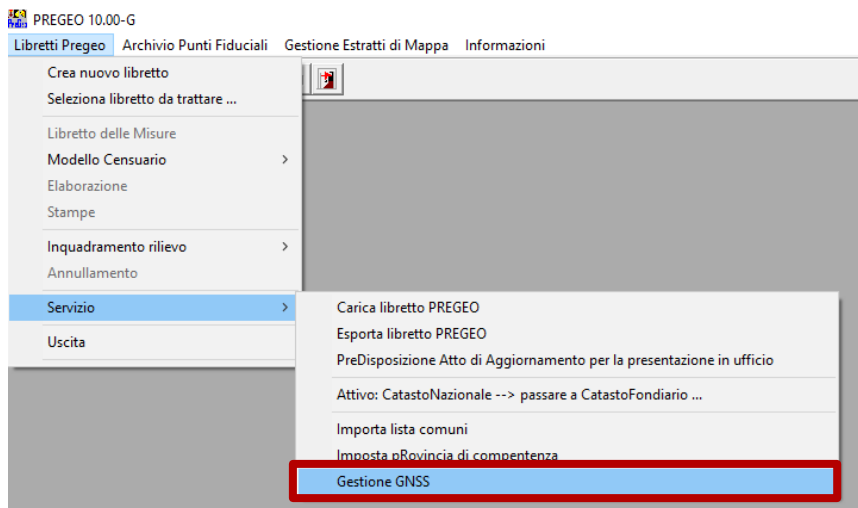 PREGEO 10.00-G
Libretti Pregeo Archivio Punti Fiduciali Gestione Estratti di Mappa Informazioni
Crea nuovo libretto
Seleziona libretto da trattare ...
Libretto delle Misure
Modello Censuario
Elaborazione
Stampe
Inquadramento rilievo
Annullamento
Servizio
Uscita
Carica libretto PREGEO
Esporta libretto PREGEO
PreDisposizione Atto di Aggiornamento per la presentazione in ufficio
Attivo: CatastoNazionale --> passare a CatastoFondiario ...
Importa lista comuni
Imposta pRovincia di compentenza
Gestione GNSS